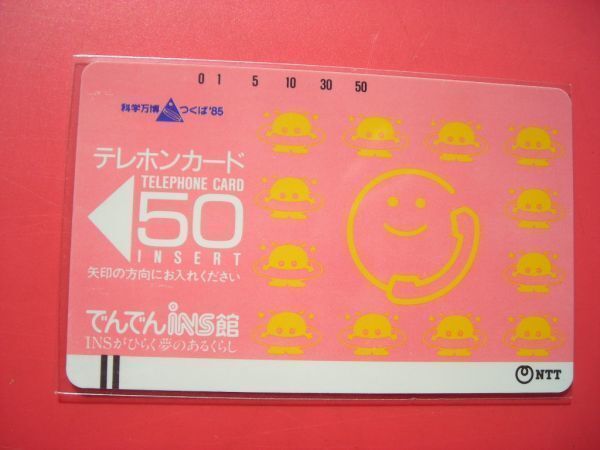 0 1 5 10 30 50
科学万博 つくば'85
テレホンカード
TELEPHONE CARD
50
INSERT
矢印の方向にお入れください
でんでんINS館
INSがひらく夢のあるくらし
NTT